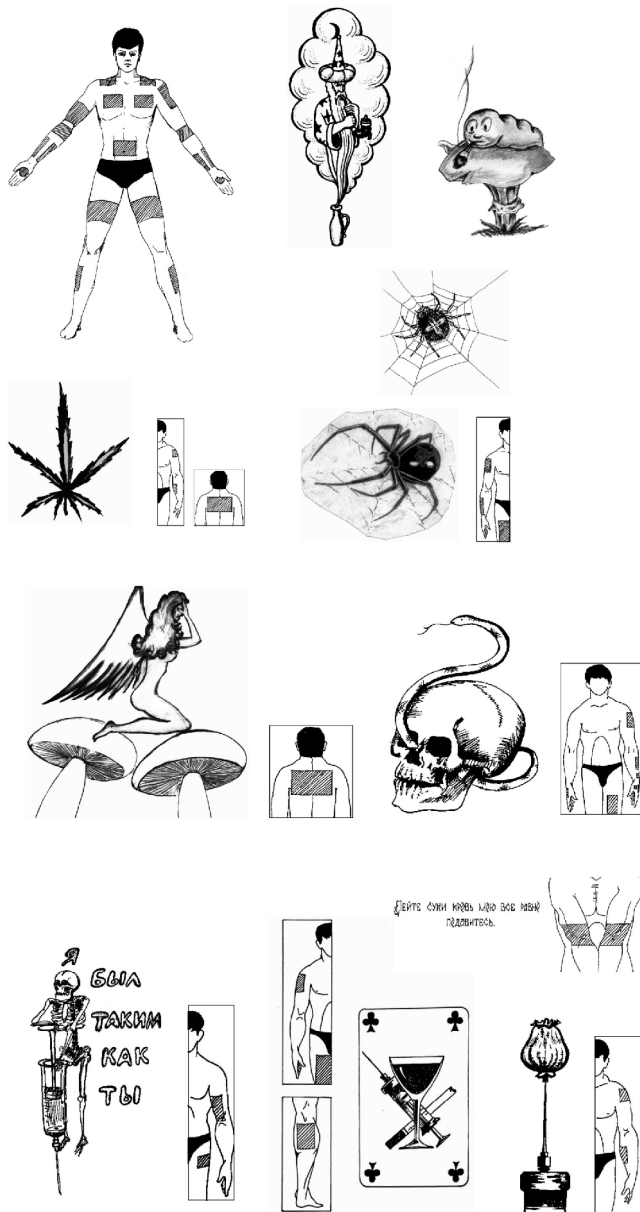 Пейте суки кровь мою все равно
подавитесь.
Я
БЫЛ
ТАКИМ
КАК
ТЫ